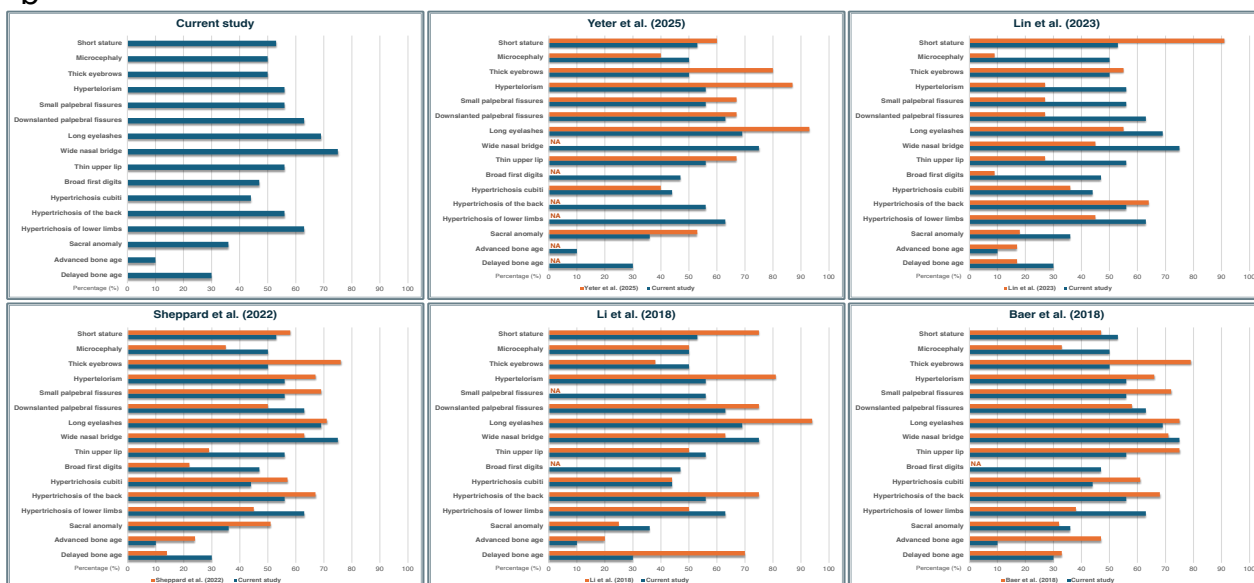 b
Current study
Short stature
Microcephaly
Thick eyebrows
Hypertelorism
Small palpebral fissures
Downslanted palpebral fissures
Long eyelashes
Wide nasal bridge
Thin upper lip
Broad first digits
Hypertrichosis cubiti
Hypertrichosis of the back
Hypertrichosis of lower limbs
Sacral anomaly
Advanced bone age
Delayed bone age
Percentage (%) 0 10 20 30 40 50 60 70 80 90 100
Yeter et al. (2025)
Short stature
Microcephaly
Thick eyebrows
Hypertelorism
Small palpebral fissures
Downslanted palpebral fissures
Long eyelashes
Wide nasal bridge NA
Thin upper lip
Broad first digits NA
Hypertrichosis cubiti
Hypertrichosis of the back NA
Hypertrichosis of lower limbs NA
Sacral anomaly
Advanced bone age NA
Delayed bone age NA
Percentage (%) 0 10 20 30 40 50 60 70 80 90 100
Yeter et al. (2025) Current study
Lin et al. (2023)
Short stature
Microcephaly
Thick eyebrows
Hypertelorism
Small palpebral fissures
Downslanted palpebral fissures
Long eyelashes
Wide nasal bridge
Thin upper lip
Broad first digits
Hypertrichosis cubiti
Hypertrichosis of the back
Hypertrichosis of lower limbs
Sacral anomaly
Advanced bone age
Delayed bone age
Percentage (%) 0 10 20 30 40 50 60 70 80 90 100
Lin et al. (2023) Current study
Sheppard et al. (2022)
Short stature
Microcephaly
Thick eyebrows
Hypertelorism
Small palpebral fissures
Downslanted palpebral fissures
Long eyelashes
Wide nasal bridge
Thin upper lip
Broad first digits
Hypertrichosis cubiti
Hypertrichosis of the back
Hypertrichosis of lower limbs
Sacral anomaly
Advanced bone age
Delayed bone age
Percentage (%) 0 10 20 30 40 50 60 70 80 90 100
Sheppard et al. (2022) Current study
Li et al. (2018)
Short stature
Microcephaly
Thick eyebrows
Hypertelorism
Small palpebral fissures NA
Downslanted palpebral fissures
Long eyelashes
Wide nasal bridge
Thin upper lip
Broad first digits NA
Hypertrichosis cubiti
Hypertrichosis of the back
Hypertrichosis of lower limbs
Sacral anomaly
Advanced bone age
Delayed bone age
Percentage (%) 0 10 20 30 40 50 60 70 80 90 100
Li et al. (2018) Current study
Baer et al. (2018)
Short stature
Microcephaly
Thick eyebrows
Hypertelorism
Small palpebral fissures
Downslanted palpebral fissures
Long eyelashes
Wide nasal bridge
Thin upper lip
Broad first digits NA
Hypertrichosis cubiti
Hypertrichosis of the back
Hypertrichosis of lower limbs
Sacral anomaly
Advanced bone age
Delayed bone age
Percentage (%) 0 10 20 30 40 50 60 70 80 90 100
Baer et al. (2018) Current study